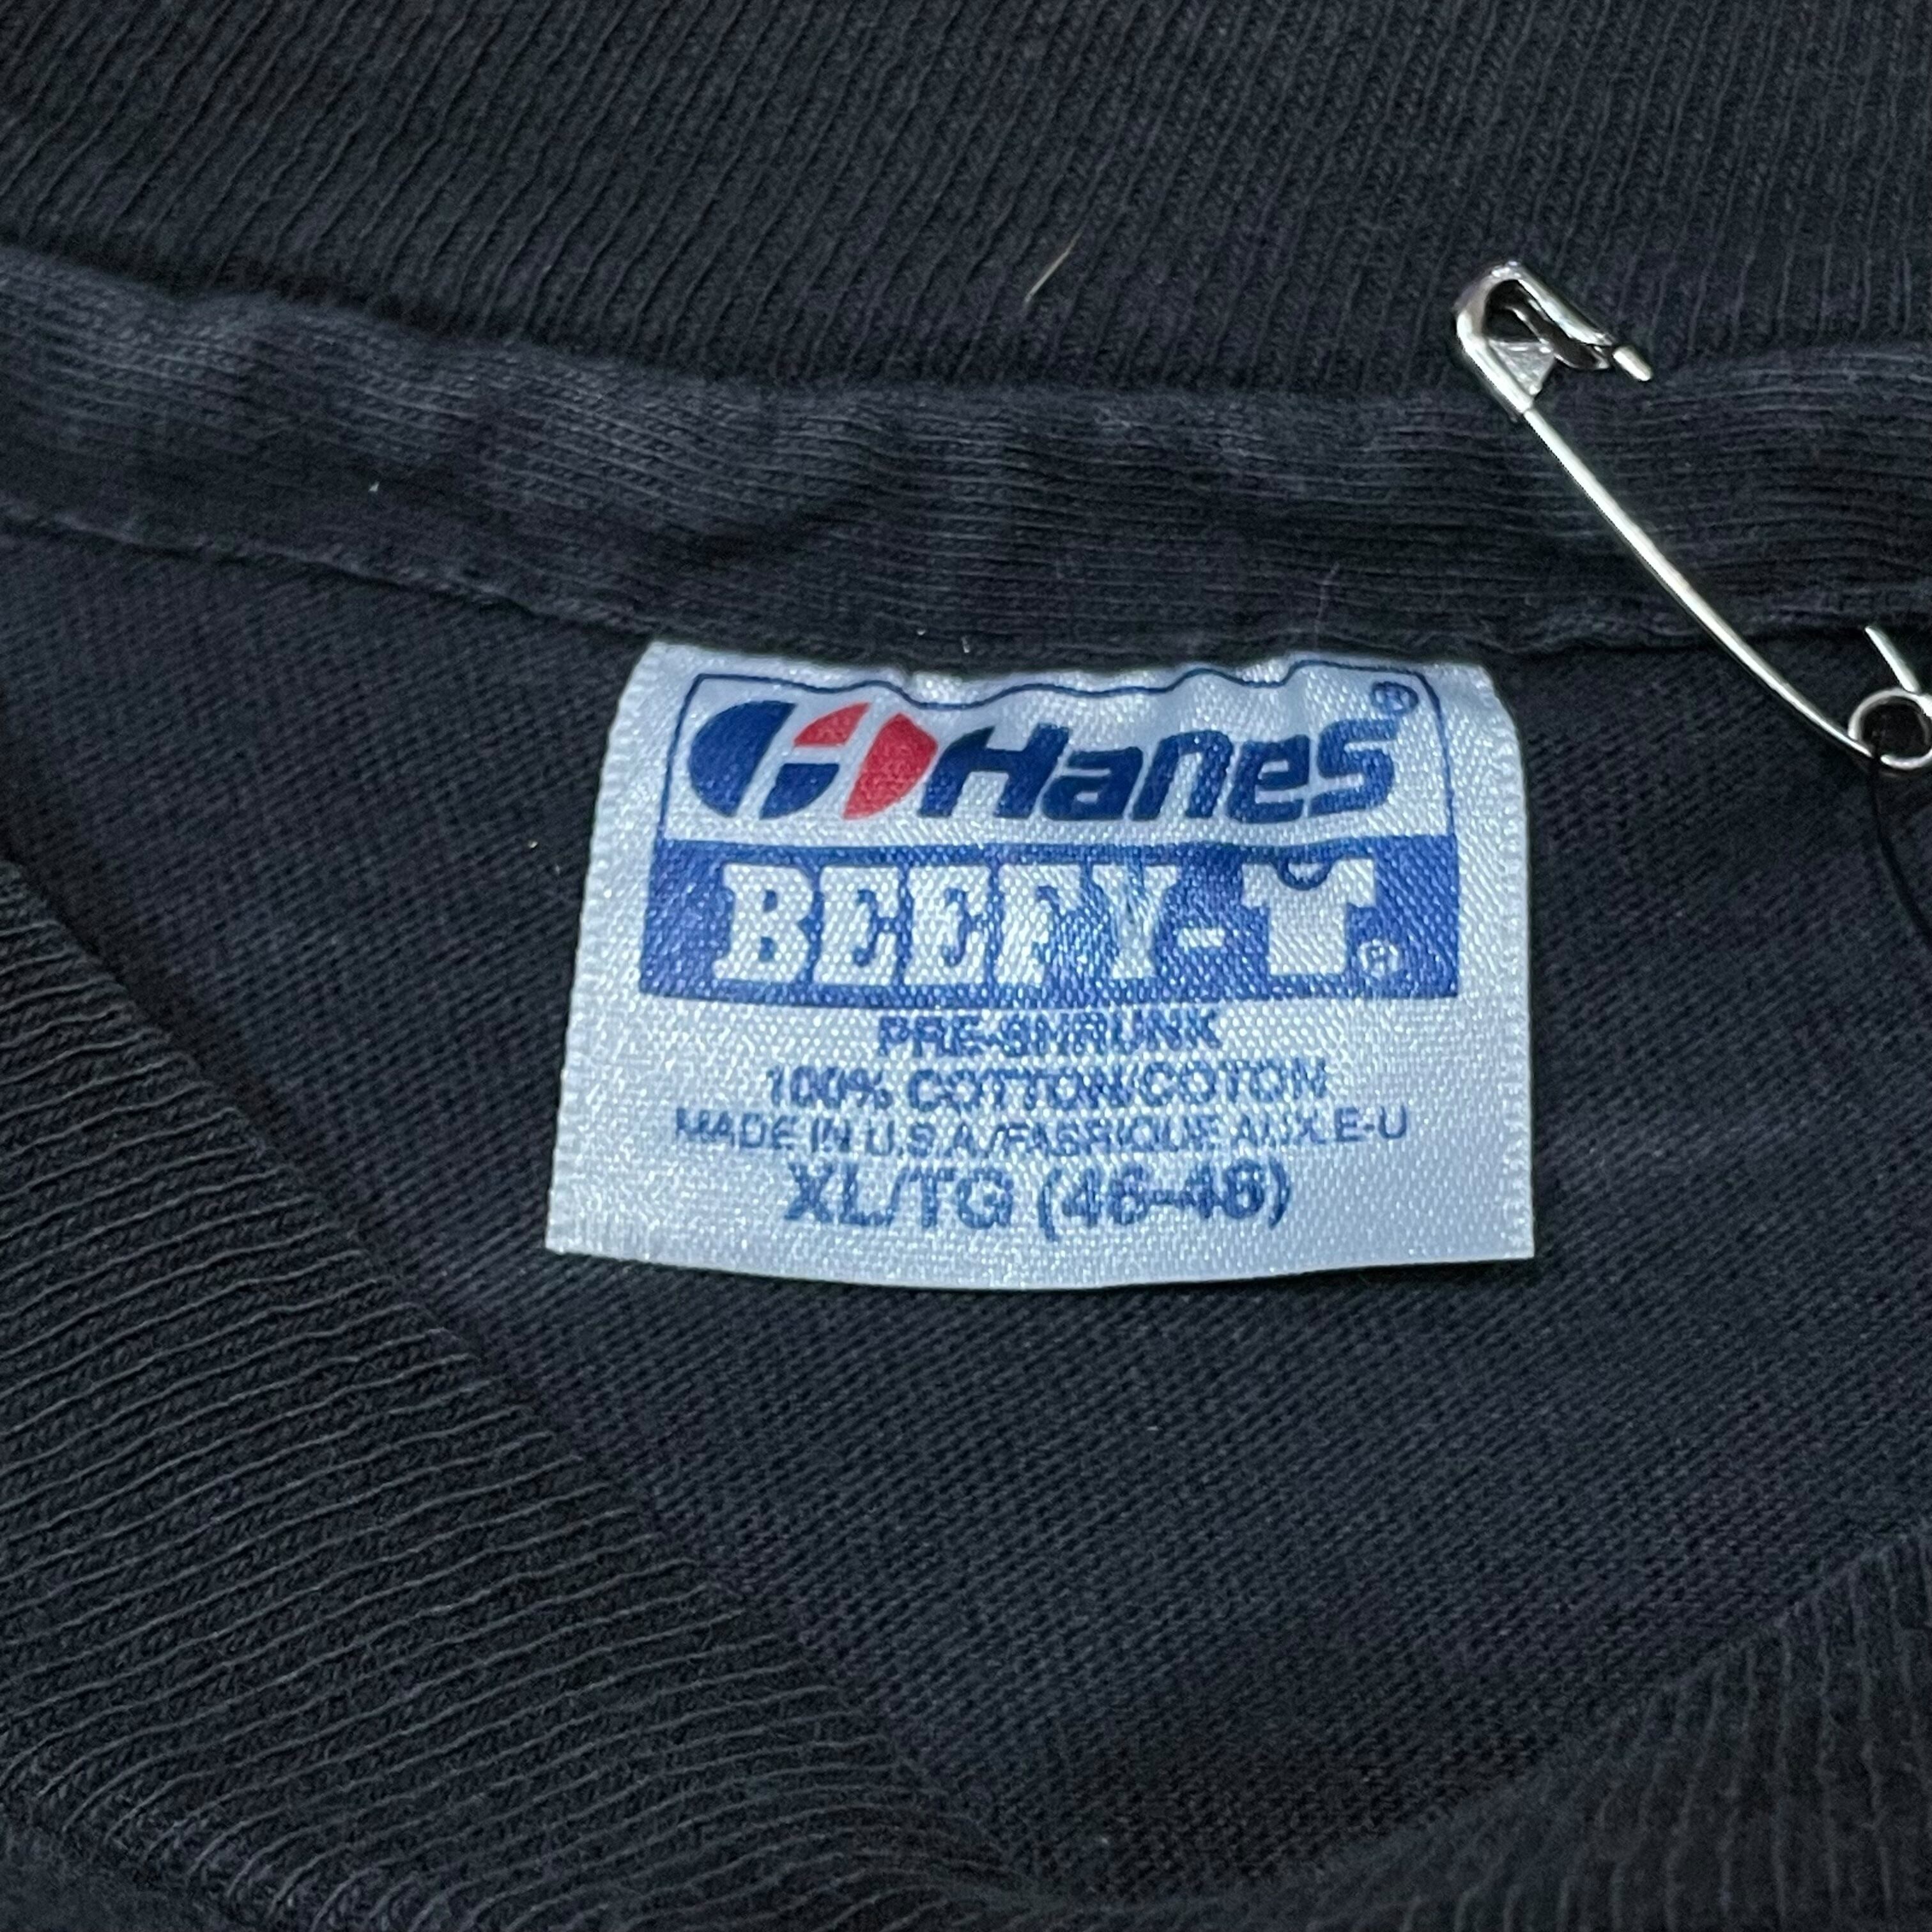 Hanes®
BEEFY-T®
PRE-SHRUNK
100% COTTON/COTON
MADE IN U.S.A./FABRIQUE AUX E-U
XL/TG (46-48)